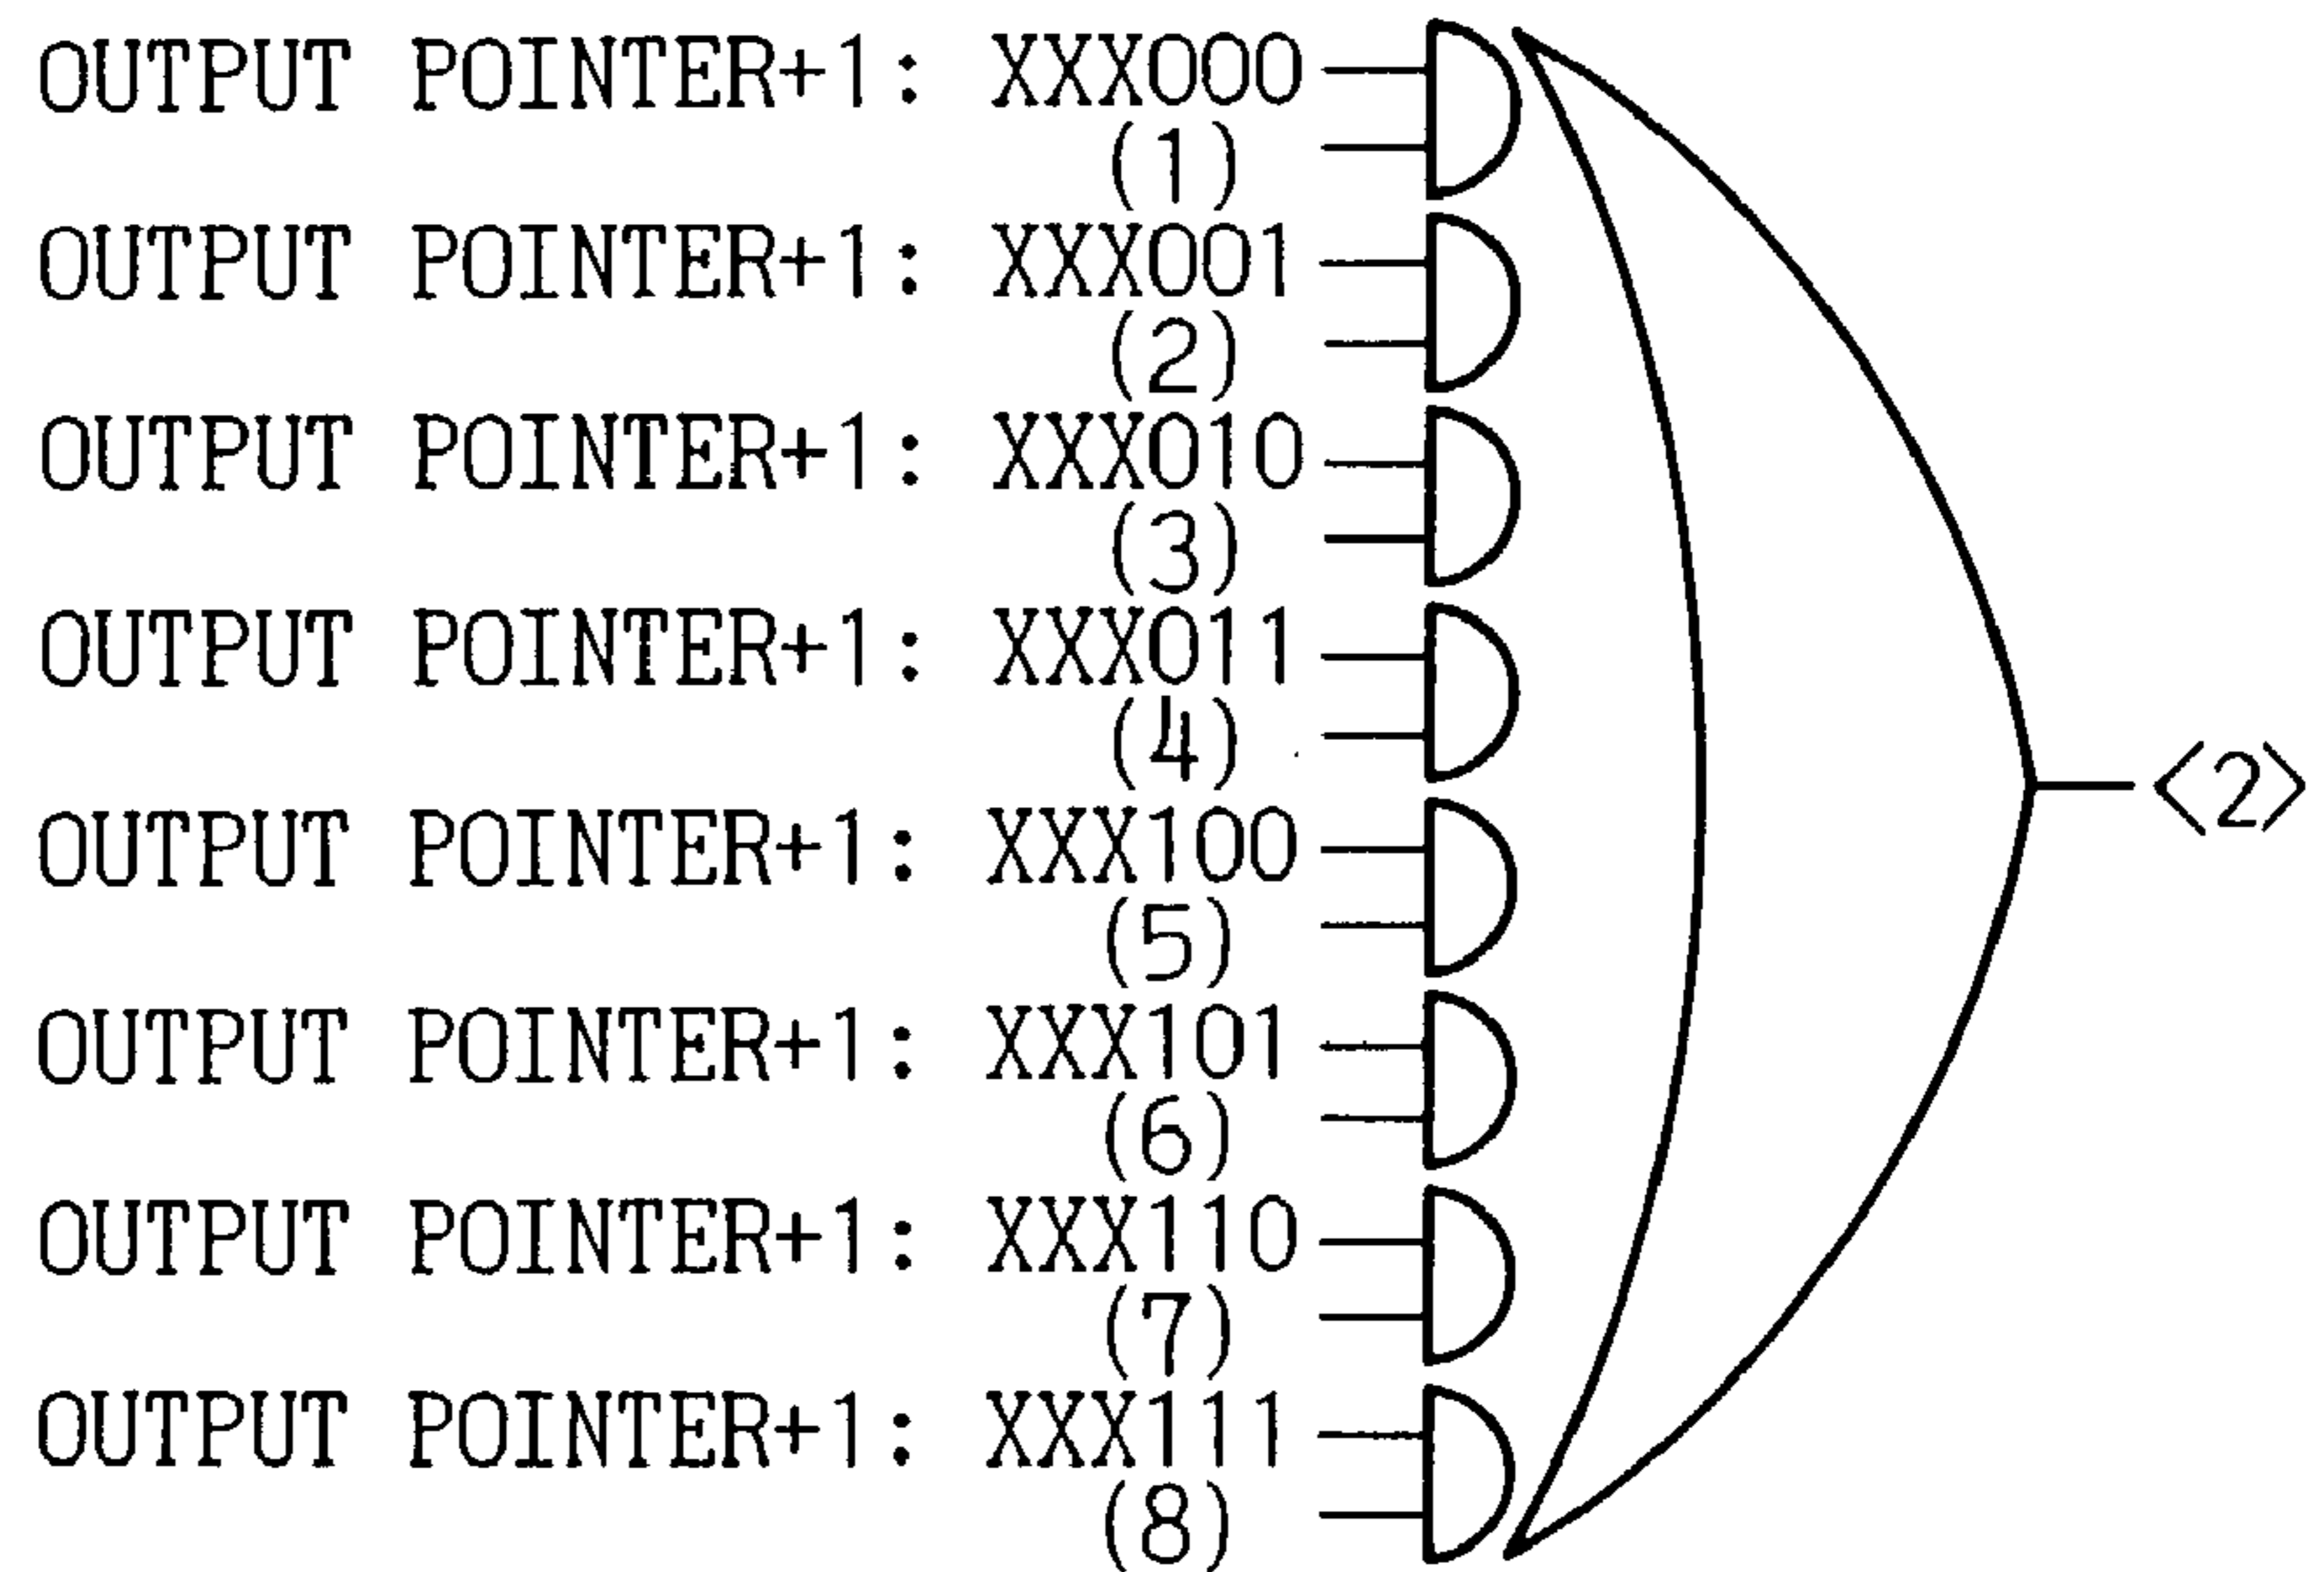 OUTPUT POINTER+1: XXX000
(1)
OUTPUT POINTER+1: XXX001
(2)
OUTPUT POINTER+1: XXX010
(3)
OUTPUT POINTER+1: XXX011
(4)
<2>
OUTPUT POINTER+1: XXX100
(5)
OUTPUT POINTER+1: XXX101
(6)
OUTPUT POINTER+1: XXX110
(7)
OUTPUT POINTER+1: XXX111
(8)